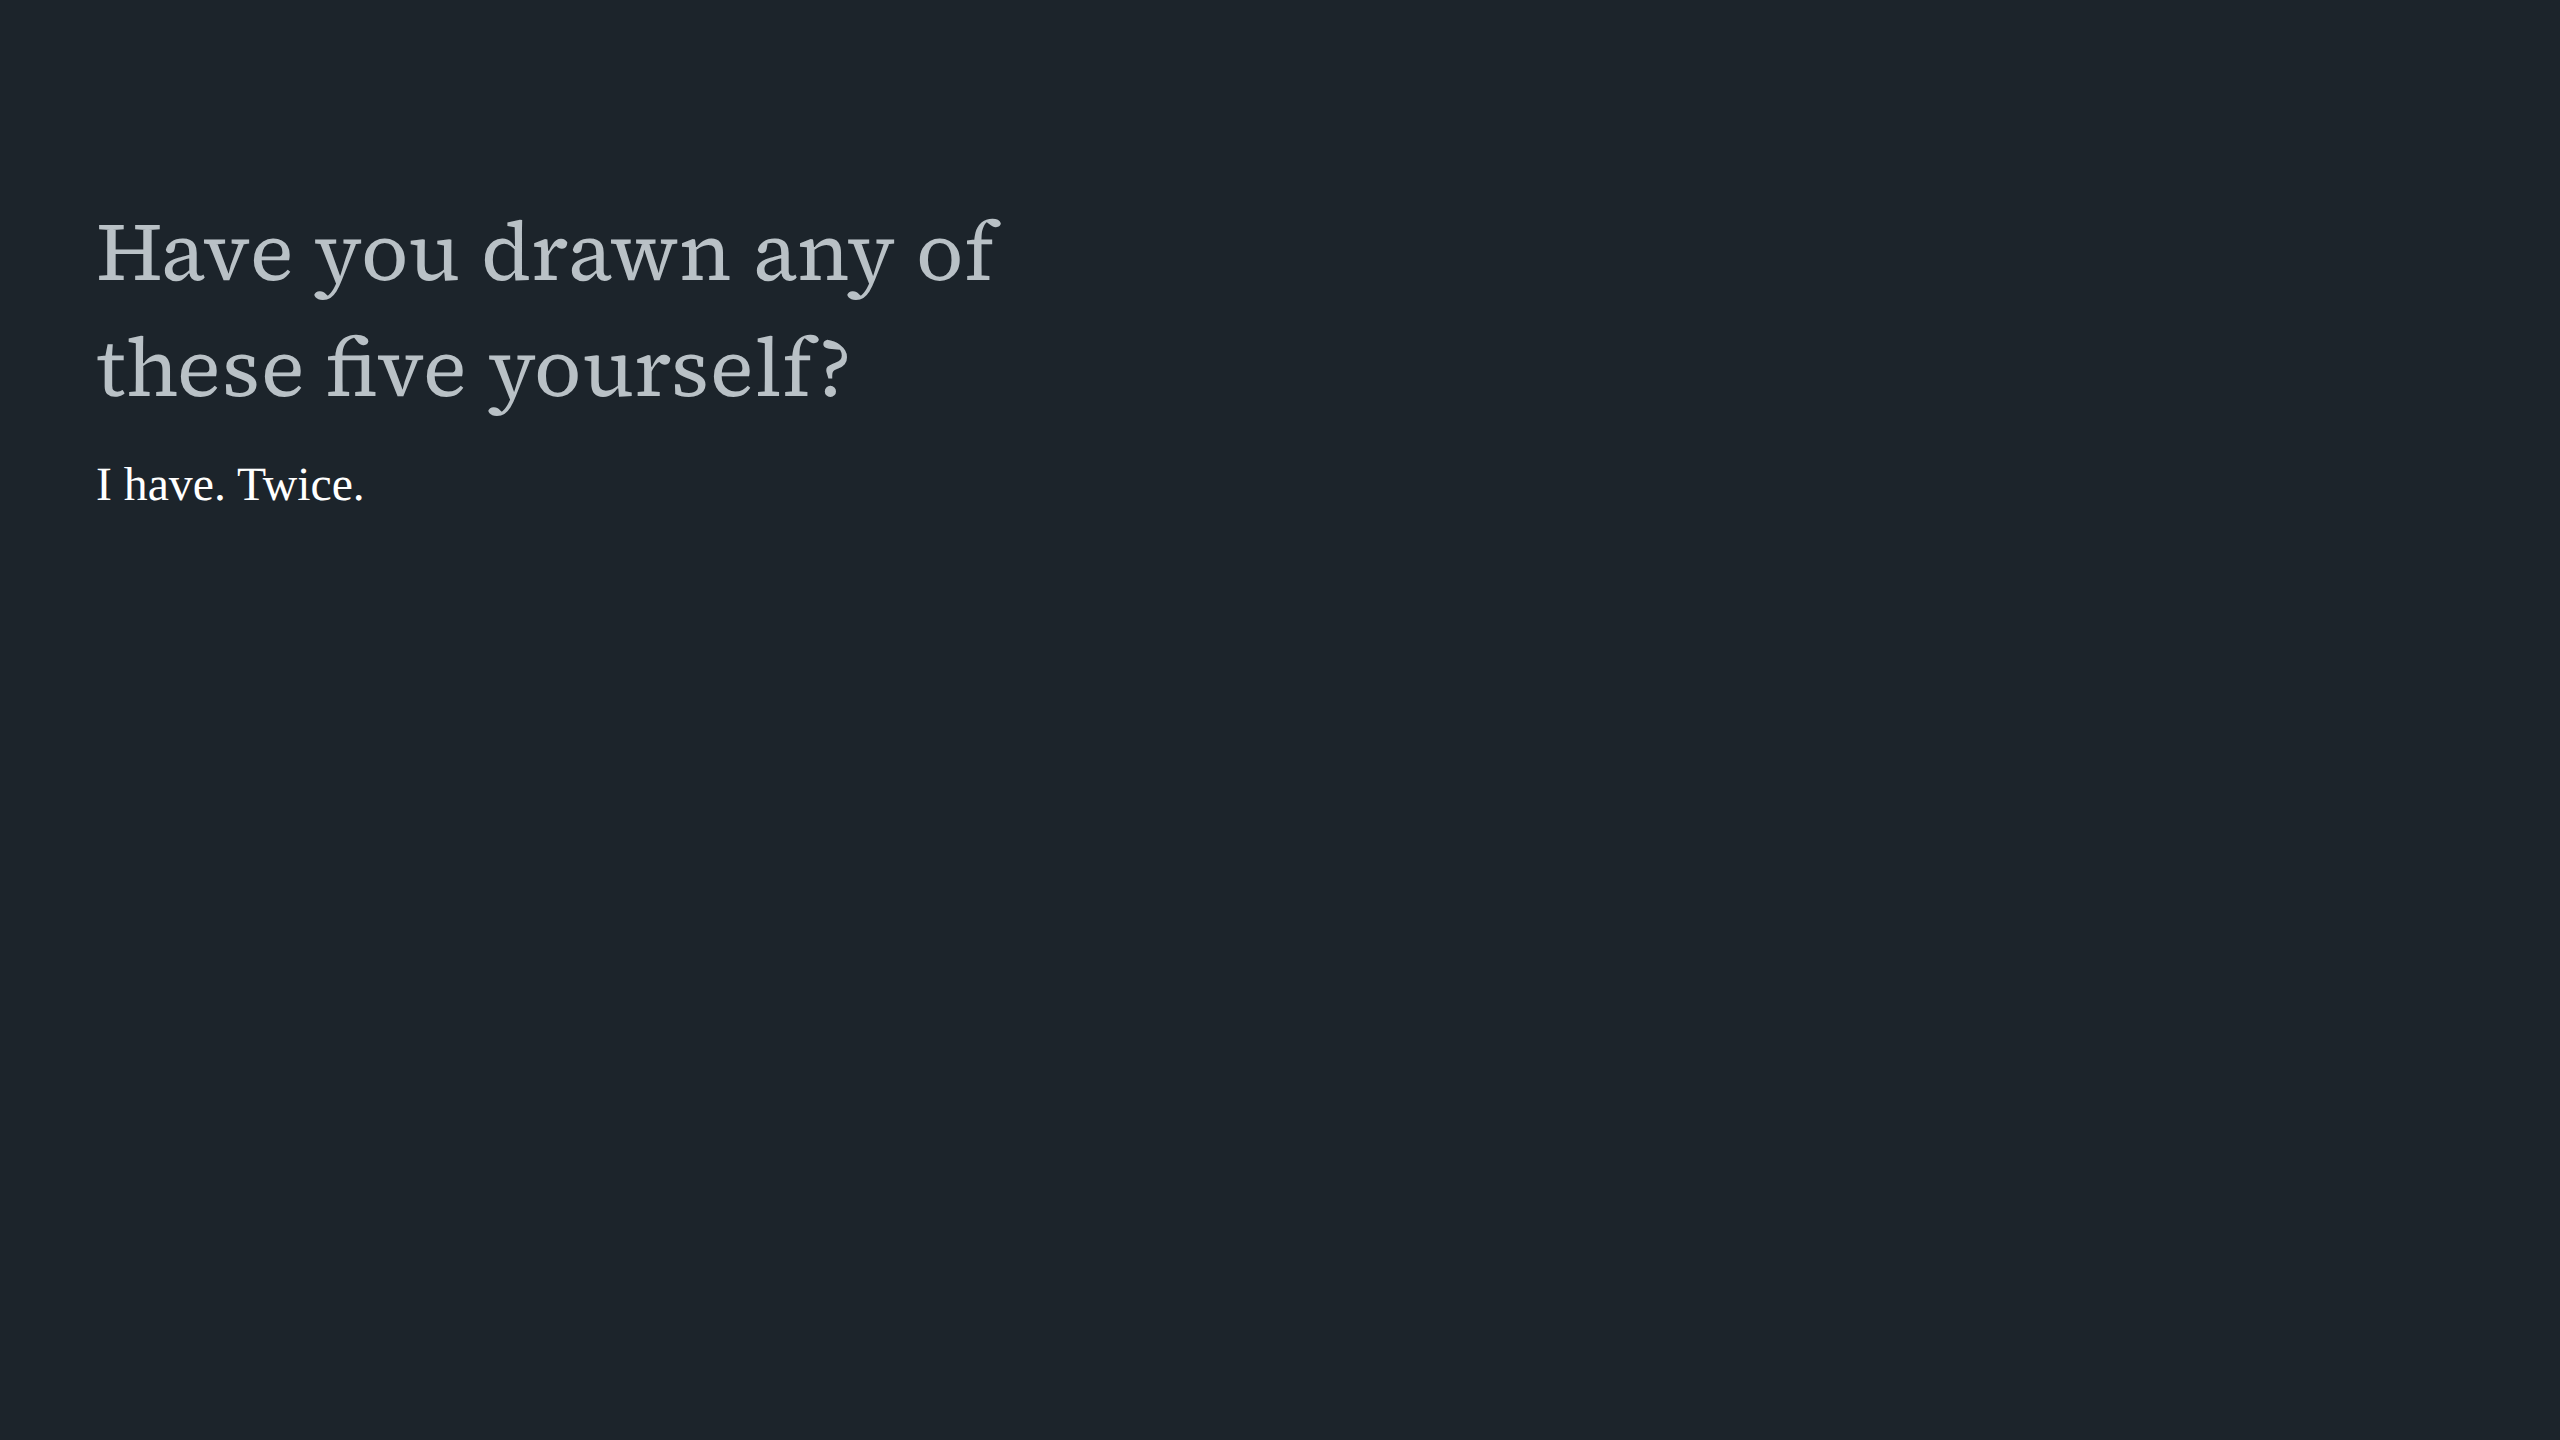 Have you drawn any of
these five yourself?
I have. Twice.